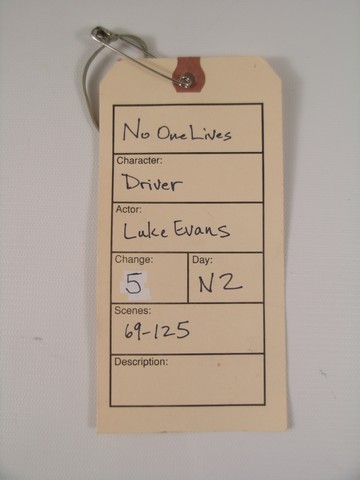 No One Lives
Character:
Driver
Actor:
Luke Evans
Change: Day:
5 N2
Scenes:
69-125
Description: